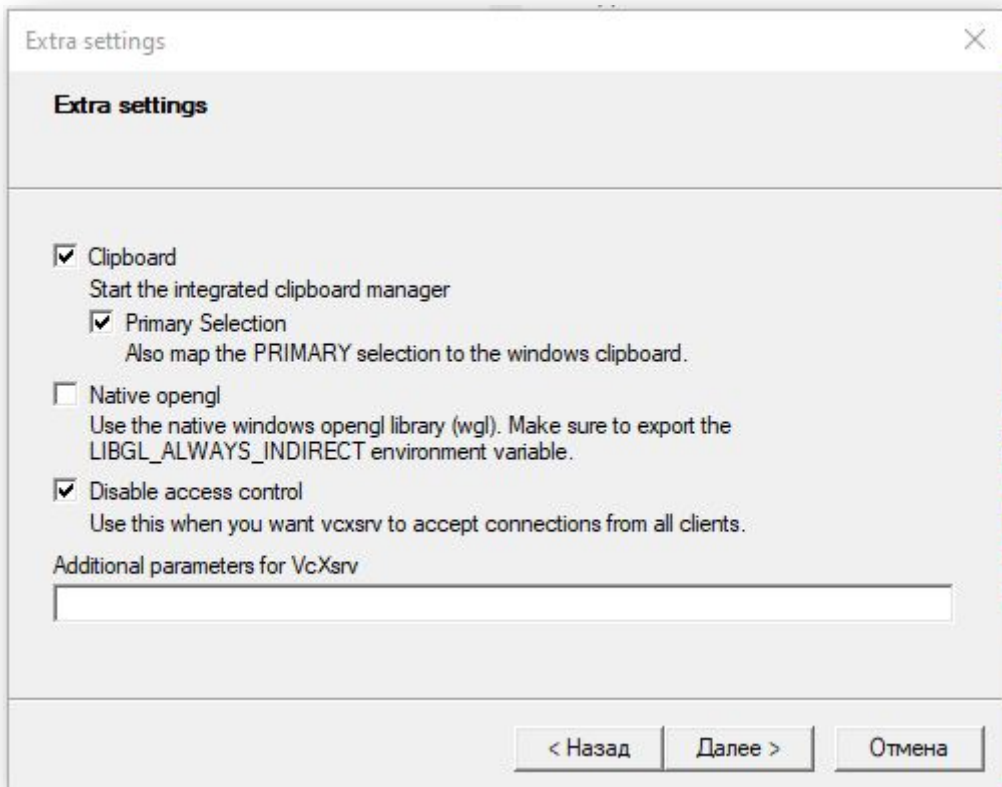 Extra settings
Extra settings
Clipboard
Start the integrated clipboard manager
Primary Selection
Also map the PRIMARY selection to the windows clipboard.
Native opengl
Use the native windows opengl library (wgl). Make sure to export the
LIBGL_ALWAYS_INDIRECT environment variable.
Disable access control
Use this when you want vcxsrv to accept connections from all clients.
Additional parameters for VcXsrv
< Назад
Далее >
Отмена